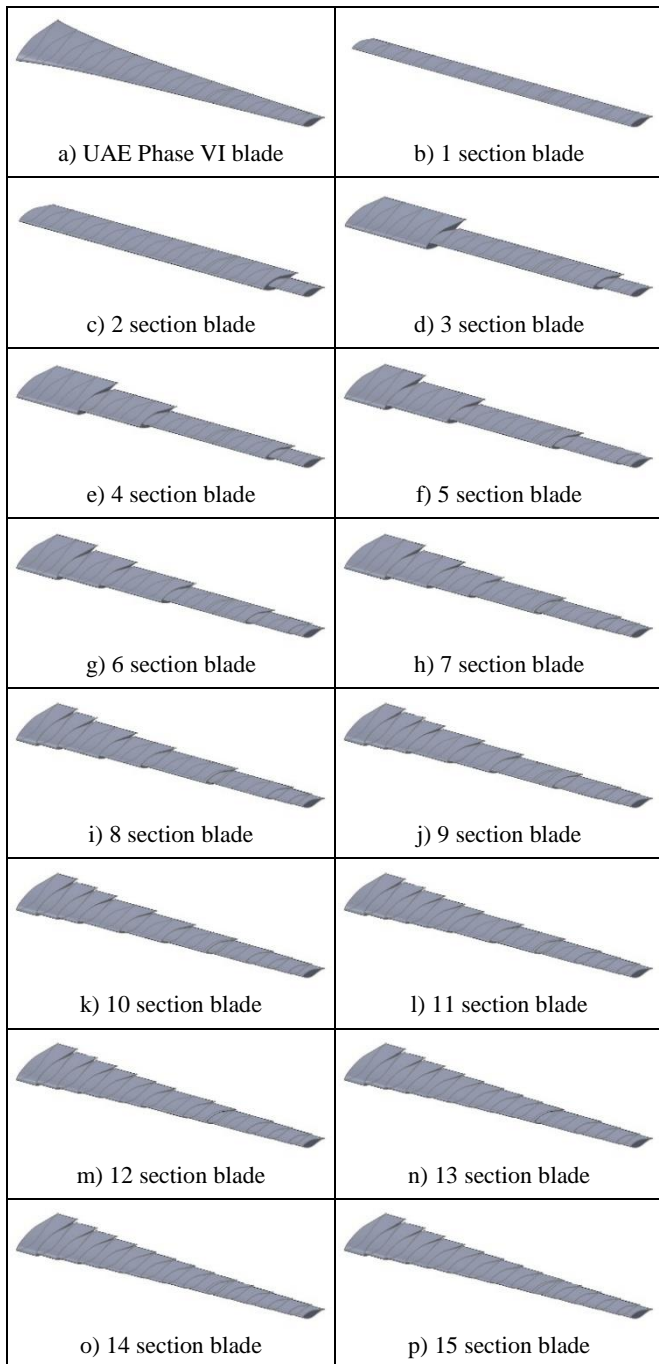 a) UAE Phase VI blade
b) 1 section blade
c) 2 section blade
d) 3 section blade
e) 4 section blade
f) 5 section blade
g) 6 section blade
h) 7 section blade
i) 8 section blade
j) 9 section blade
k) 10 section blade
l) 11 section blade
m) 12 section blade
n) 13 section blade
o) 14 section blade
p) 15 section blade